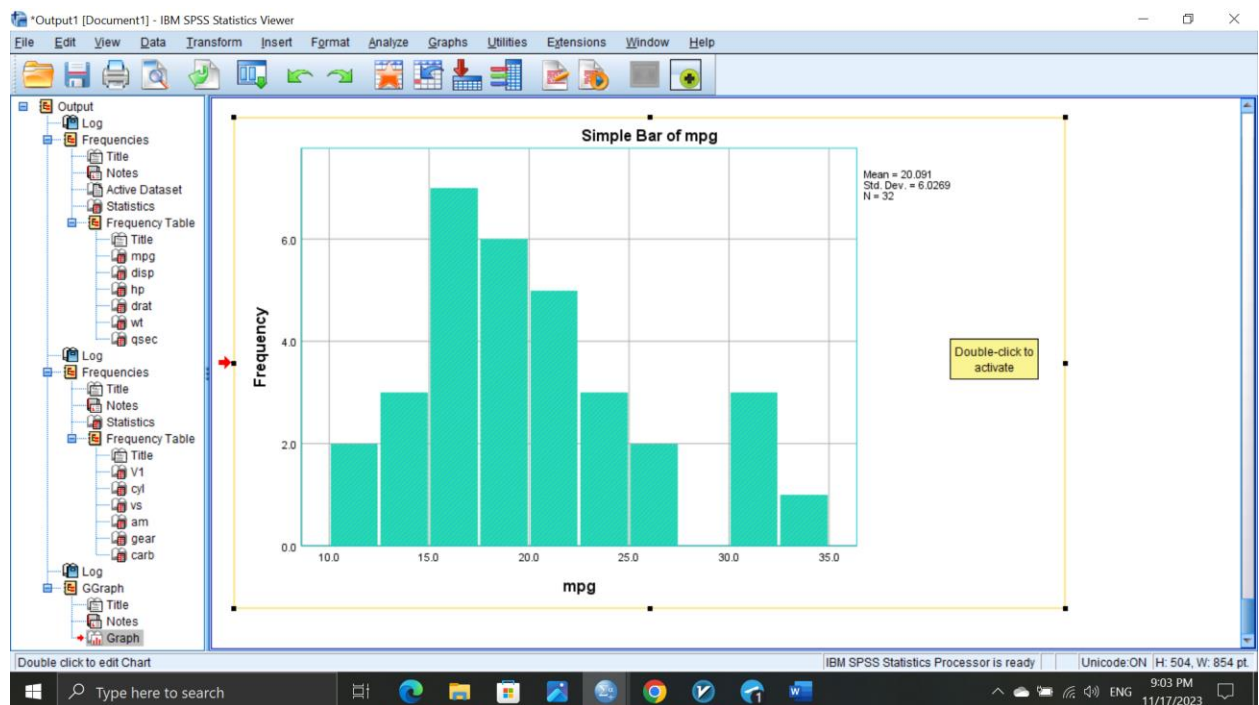 *Output1 [Document1] - IBM SPSS Statistics Viewer
File Edit View Data Transform Insert Format Analyze Graphs Utilities Extensions Window Help
Output
Log
Frequencies
Title
Notes
Active Dataset
Statistics
Frequency Table
Title
mpg
disp
hp
drat
wt
qsec
Log
Frequencies
Title
Notes
Statistics
Frequency Table
Title
V1
cyl
vs
am
gear
carb
Log
GGraph
Title
Notes
Graph
Simple Bar of mpg
Mean = 20.091
Std. Dev. = 6.0269
N = 32
Frequency
6.0
4.0
2.0
0.0
10.0 15.0 20.0 25.0 30.0 35.0
mpg
Double-click to
activate
Double click to edit Chart
IBM SPSS Statistics Processor is ready
Unicode:ON H: 504, W: 854 pt.
Type here to search
ENG
9:03 PM
11/17/2023